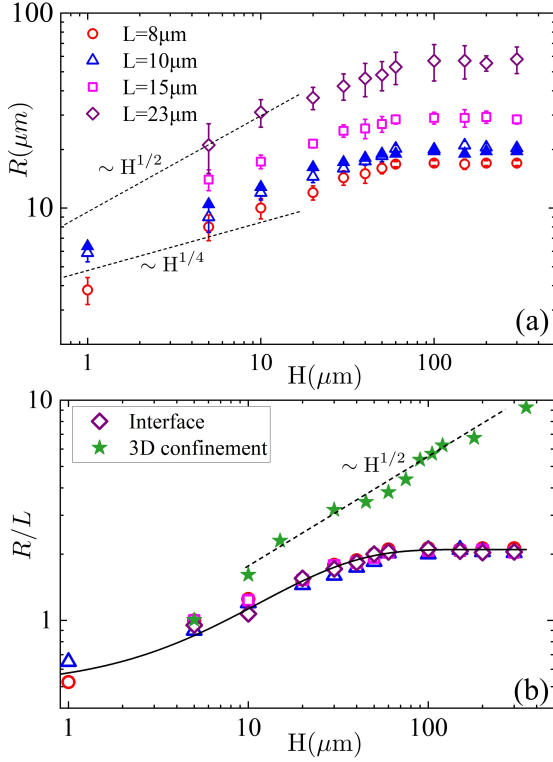 100
L=8μm
L=10μm
L=15μm
L=23μm
R(μm)
~ H^{1/2}
10
~ H^{1/4}
(a)
1 10 100
H(μm)
10
Interface
3D confinement
~ H^{1/2}
R/L
1
(b)
1 10 100
H(μm)